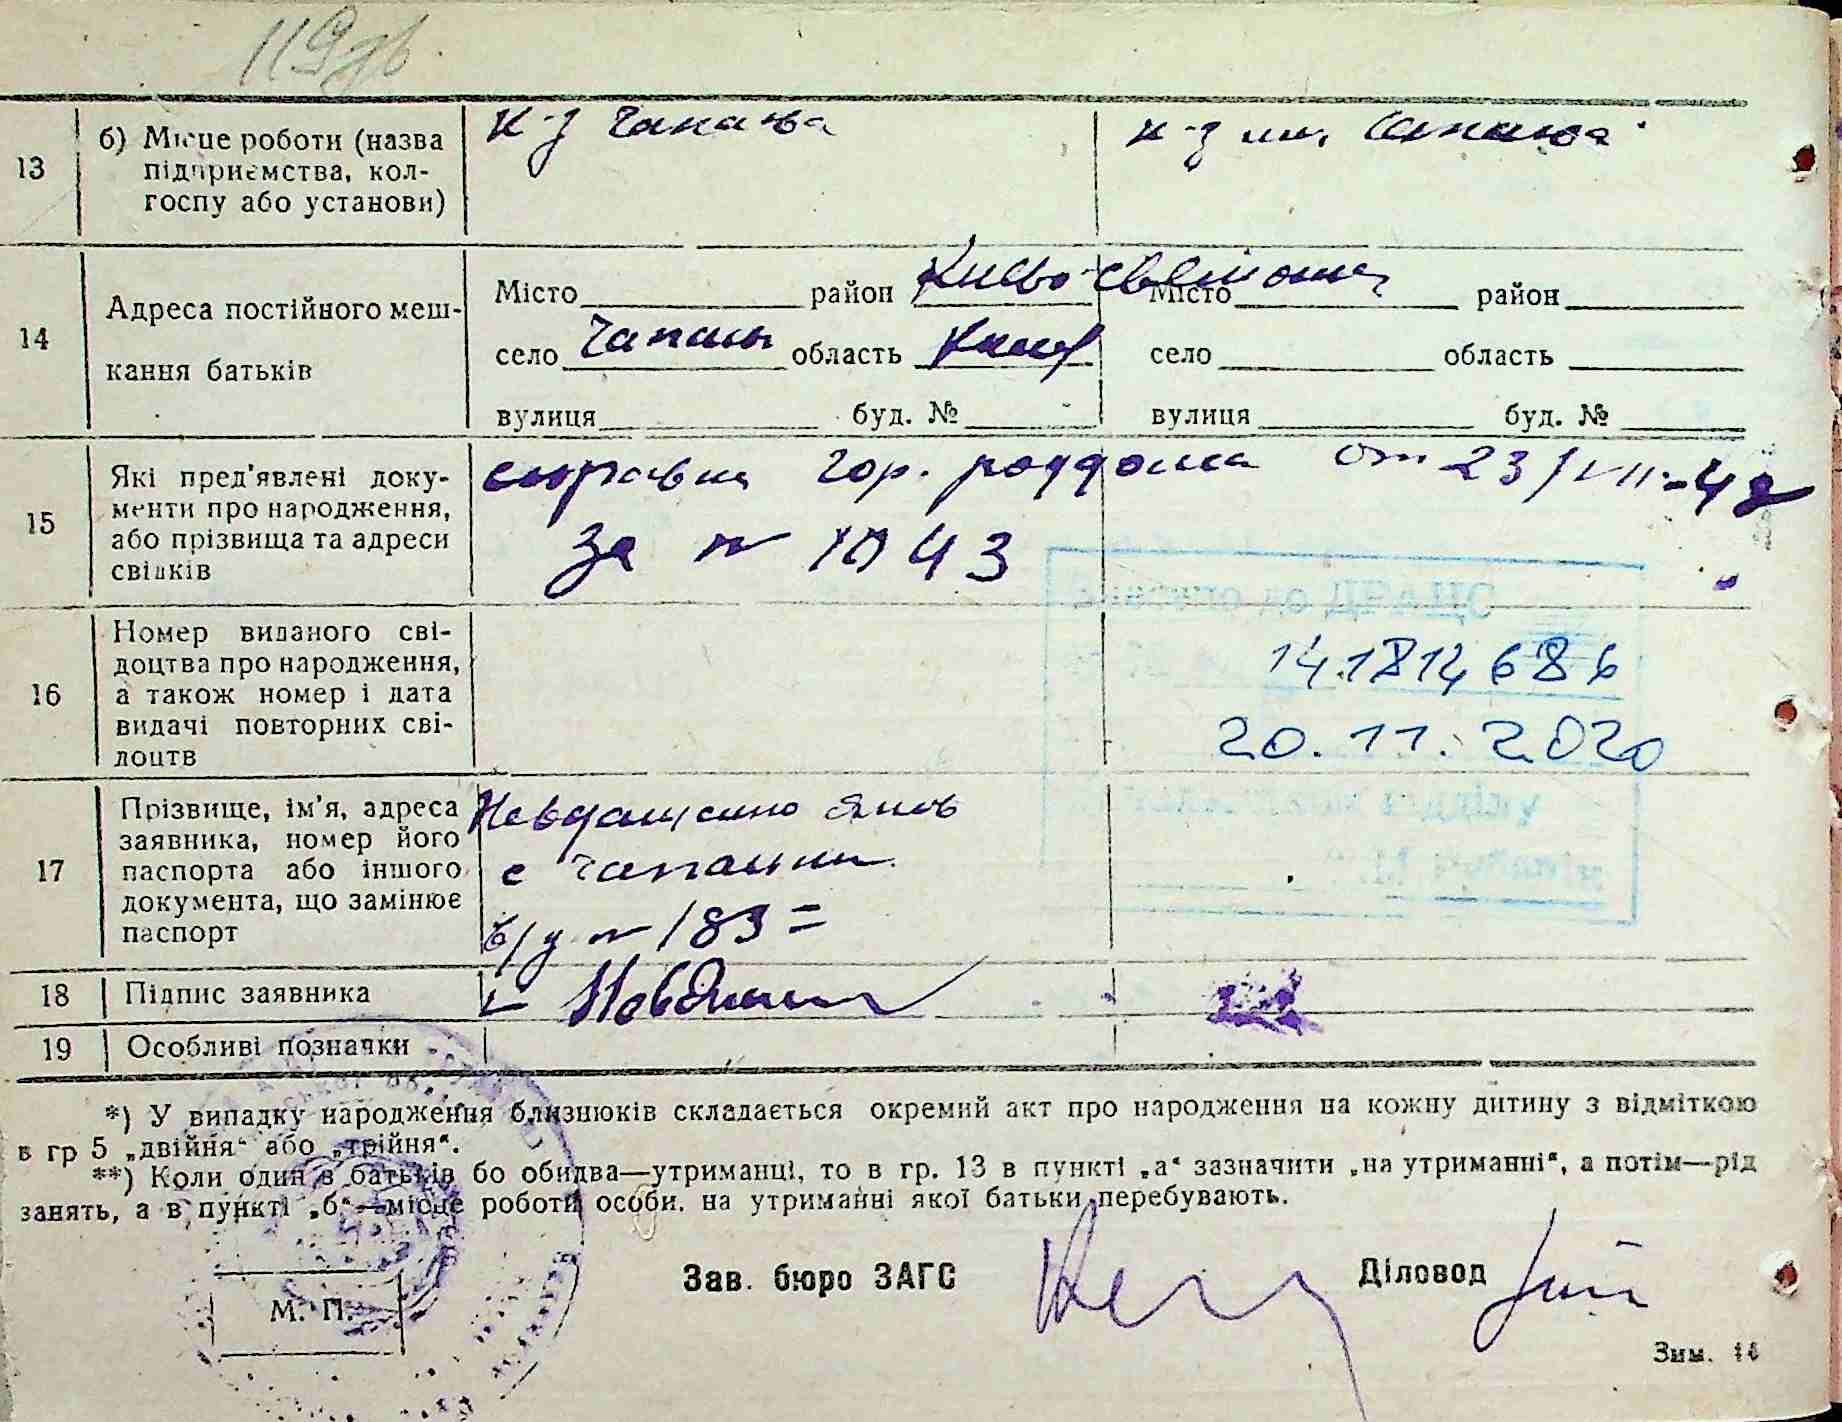 13
б) Місце роботи (назва
підприємства, кол-
госпу або установи)
к-з Чапаєва
к-з им. Чапаєва
14
Адреса постійного меш-
кання батьків
Місто район Києво-Святошин
село Чапаєвка область Київ
вулиця буд. №
Місто район
село область
вулиця буд. №
15
Які пред'явлені доку-
менти про народження,
або прізвища та адреси
свідків
справка гор. роддома от 23/VII-48
за № 1043
16
Номер виданого сві-
доцтва про народження,
а також номер і дата
видачі повторних сві-
доцтв
ДРАЦС
14.1814686
20.11.2020
відділу
17
Прізвище, ім'я, адреса
заявника, номер його
паспорта або іншого
документа, що замінює
паспорт
с
№ 183 =
18
Підпис заявника
19
Особливі позначки
*) У випадку народження близнюків складається окремий акт про народження на кожну дитину з відміткою
в гр 5 „двійня“ або „трійня“.
**) Коли один з батьків бо обидва—утриманці, то в гр. 13 в пункті „а“ зазначити „на утриманні“, а потім—рід
занять, а в пункті „б“—місце роботи особи. на утриманні якої батьки перебувають.
М. П.
Зав. бюро ЗАГС
Діловод
Зим.